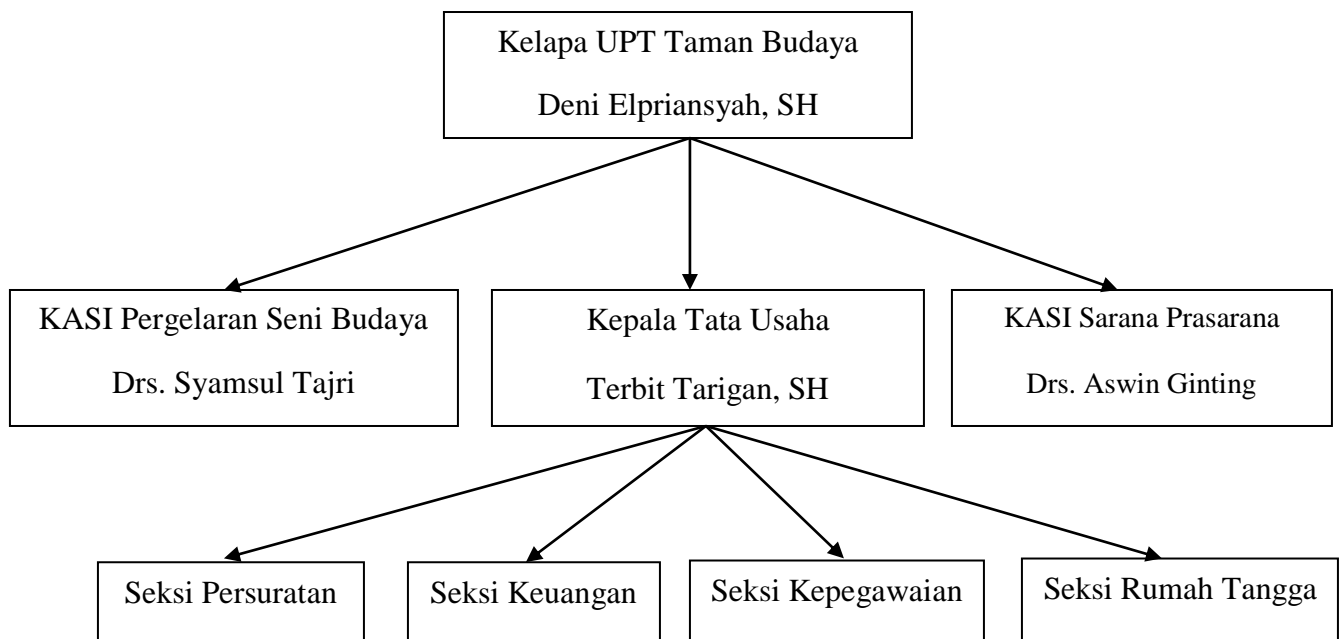 Kelapa UPT Taman Budaya
Deni Elpriansyah, SH
KASI Pergelaran Seni Budaya
Drs. Syamsul Tajri
Kepala Tata Usaha
Terbit Tarigan, SH
KASI Sarana Prasarana
Drs. Aswin Ginting
Seksi Persuratan
Seksi Keuangan
Seksi Kepegawaian
Seksi Rumah Tangga